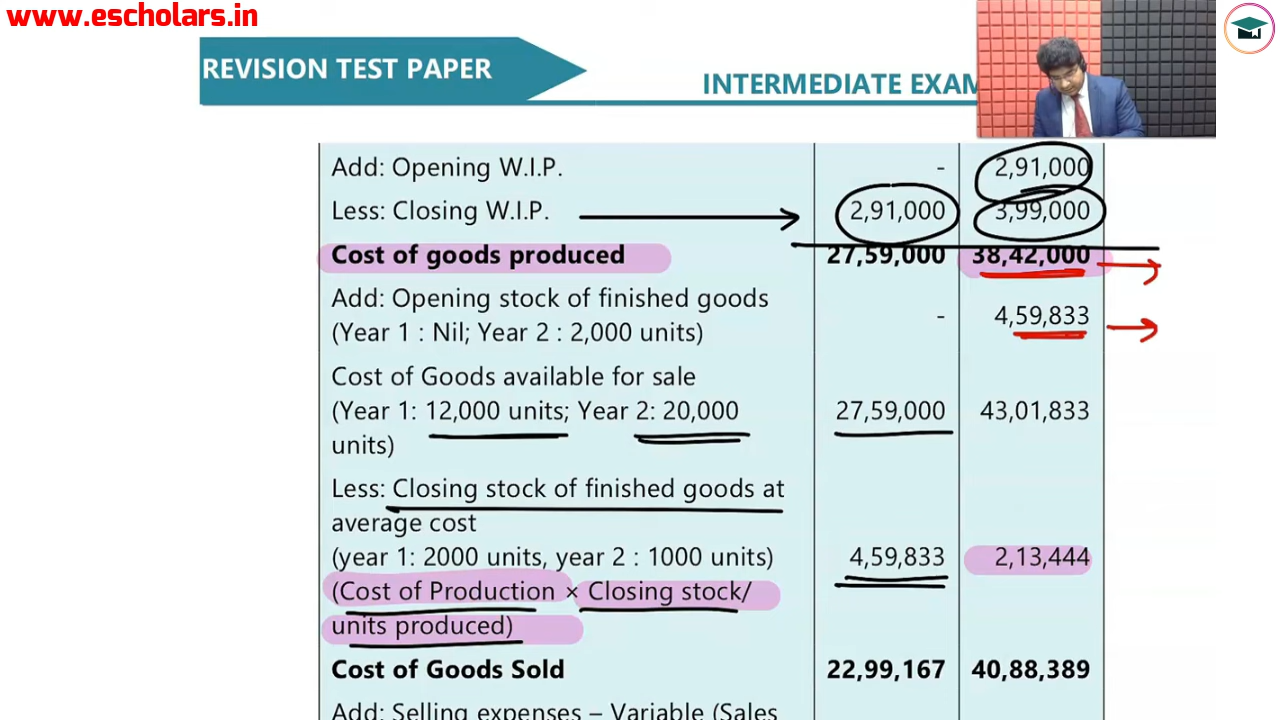 www.escholars.in
REVISION TEST PAPER
INTERMEDIATE EXAM
Add: Opening W.I.P. - 2,91,000
Less: Closing W.I.P. 2,91,000 3,99,000
Cost of goods produced 27,59,000 38,42,000
Add: Opening stock of finished goods
(Year 1 : Nil; Year 2 : 2,000 units) - 4,59,833
Cost of Goods available for sale
(Year 1: 12,000 units; Year 2: 20,000 27,59,000 43,01,833
units)
Less: Closing stock of finished goods at
average cost
(year 1: 2000 units, year 2 : 1000 units) 4,59,833 2,13,444
(Cost of Production × Closing stock/
units produced)
Cost of Goods Sold 22,99,167 40,88,389
Add: Selling expenses – Variable (Sales